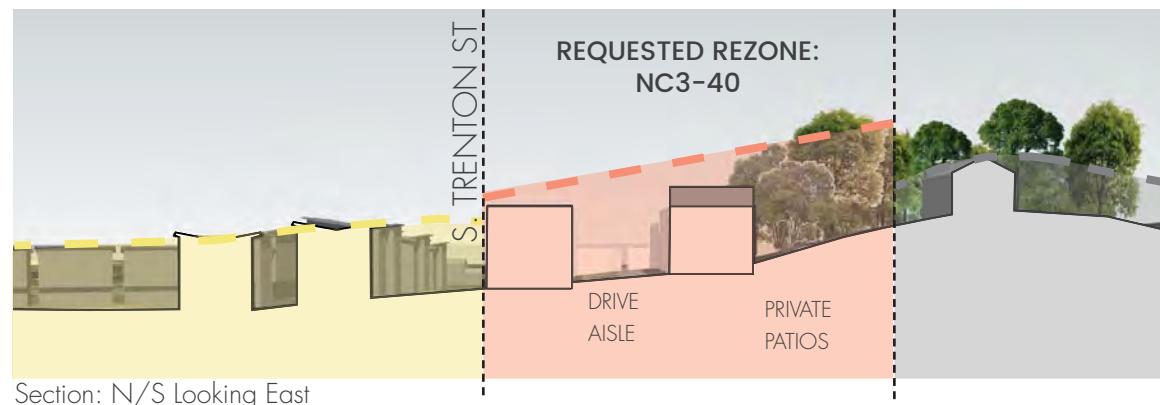 S. TRENTON ST
REQUESTED REZONE:
NC3-40
DRIVE
AISLE
PRIVATE
PATIOS
Section: N/S Looking East